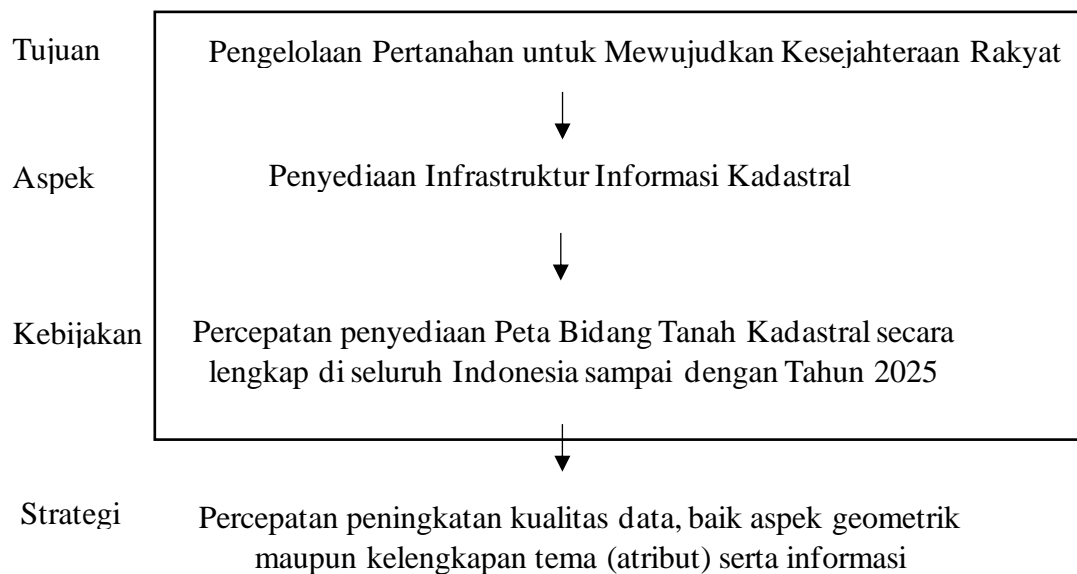 Tujuan Pengelolaan Pertanahan untuk Mewujudkan Kesejahteraan Rakyat
Aspek Penyediaan Infrastruktur Informasi Kadastral
Kebijakan Percepatan penyediaan Peta Bidang Tanah Kadastral secara
lengkap di seluruh Indonesia sampai dengan Tahun 2025
Strategi Percepatan peningkatan kualitas data, baik aspek geometrik
maupun kelengkapan tema (atribut) serta informasi